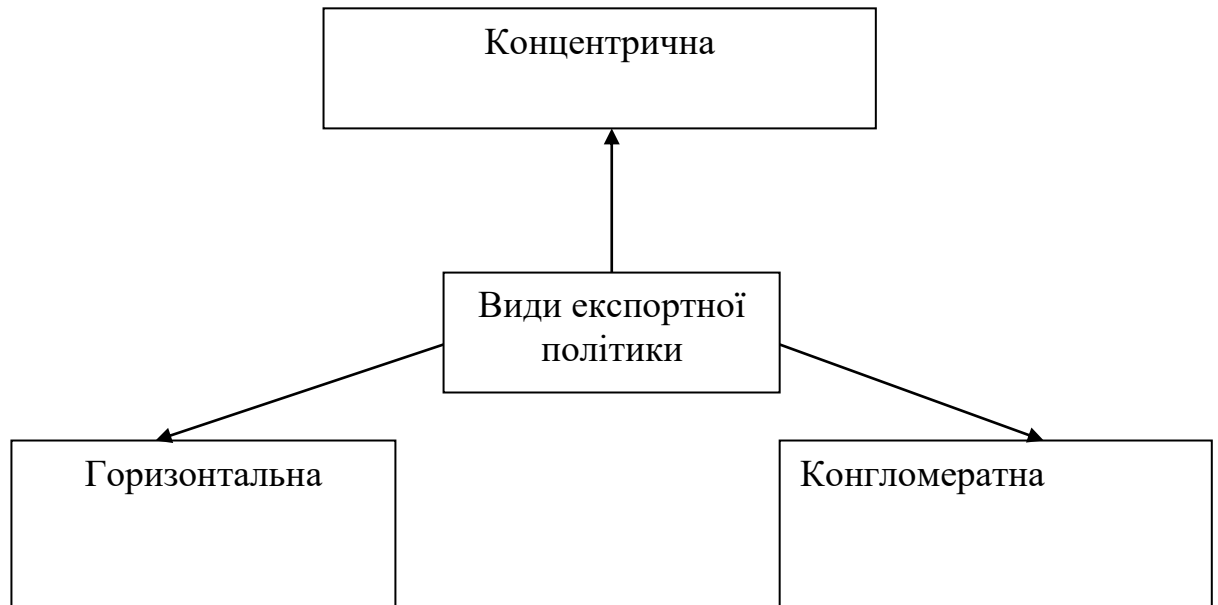 Концентрична
Види експортної
політики
Горизонтальна
Конгломератна